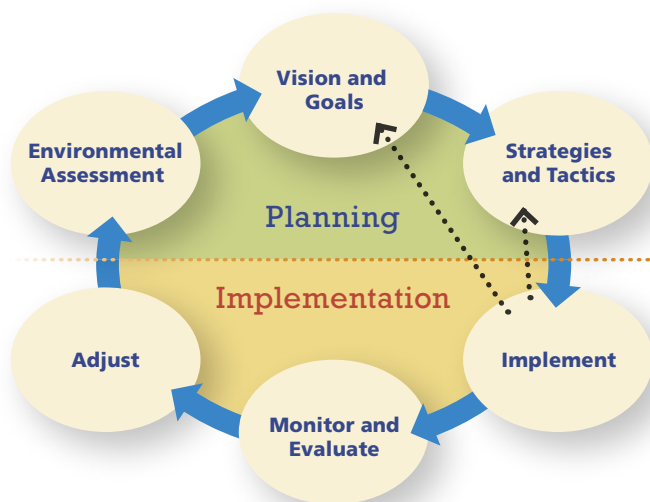 Vision and
Goals
Environmental
Assessment
Strategies
and Tactics
Planning
Implementation
Adjust
Implement
Monitor and
Evaluate